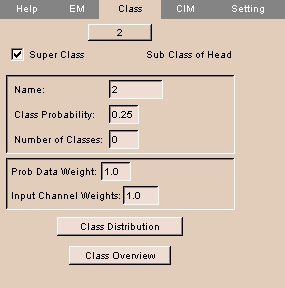 Help EM Class CIM Setting
2
Super Class Sub Class of Head
Name: 2
Class Probability: 0.25
Number of Classes: 0
Prob Data Weight: 1.0
Input Channel Weights: 1.0
Class Distribution
Class Overview